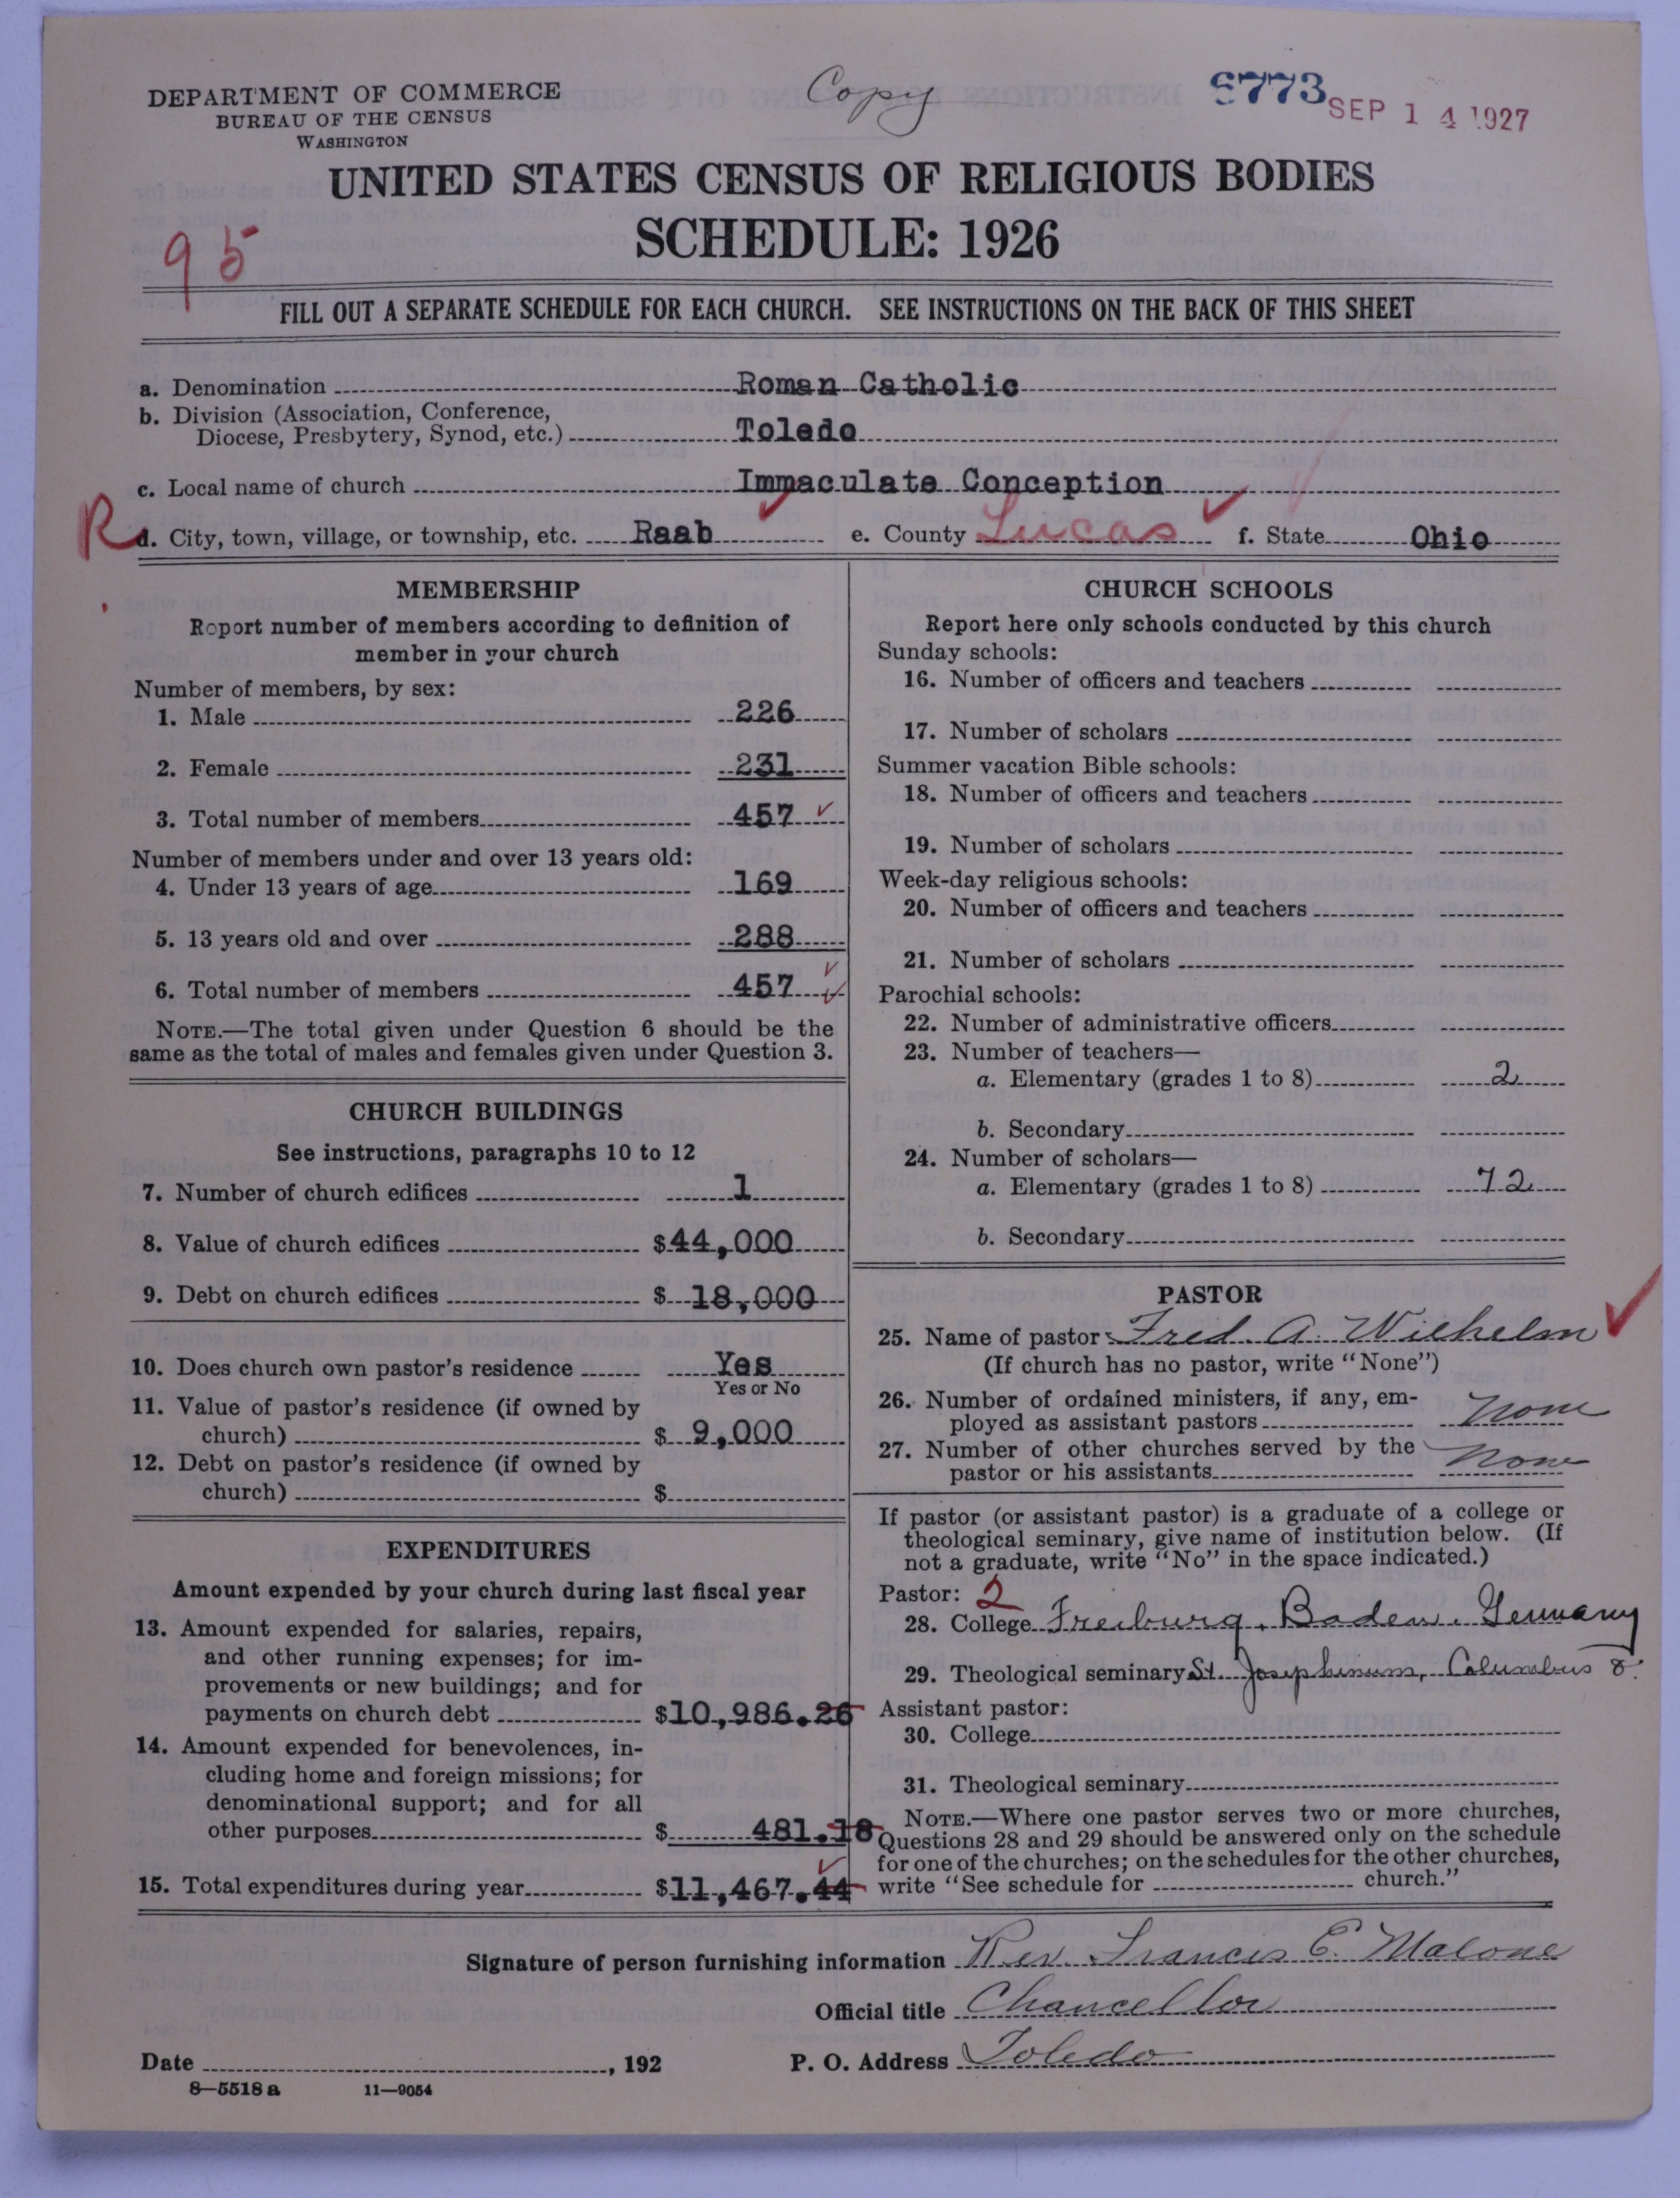 DEPARTMENT OF COMMERCE
BUREAU OF THE CENSUS
WASHINGTON
Copy
8773
SEP 14 1927
UNITED STATES CENSUS OF RELIGIOUS BODIES
SCHEDULE: 1926
95
FILL OUT A SEPARATE SCHEDULE FOR EACH CHURCH. SEE INSTRUCTIONS ON THE BACK OF THIS SHEET
a. Denomination Roman Catholic
b. Division (Association, Conference,
Diocese, Presbytery, Synod, etc.) Toledo
c. Local name of church Immaculate Conception
R d. City, town, village, or township, etc. Raab e. County Lucas f. State Ohio
MEMBERSHIP
Report number of members according to definition of
member in your church
Number of members, by sex:
1. Male 226
2. Female 231
3. Total number of members 457
Number of members under and over 13 years old:
4. Under 13 years of age 169
5. 13 years old and over 288
6. Total number of members 457
NOTE.—The total given under Question 6 should be the
same as the total of males and females given under Question 3.
CHURCH BUILDINGS
See instructions, paragraphs 10 to 12
7. Number of church edifices 1
8. Value of church edifices $44,000
9. Debt on church edifices $18,000
10. Does church own pastor's residence Yes
Yes or No
11. Value of pastor's residence (if owned by
church) $9,000
12. Debt on pastor's residence (if owned by
church) $
EXPENDITURES
Amount expended by your church during last fiscal year
13. Amount expended for salaries, repairs,
and other running expenses; for im-
provements or new buildings; and for
payments on church debt $10,986.26
14. Amount expended for benevolences, in-
cluding home and foreign missions; for
denominational support; and for all
other purposes $481.18
15. Total expenditures during year $11,467.44
CHURCH SCHOOLS
Report here only schools conducted by this church
Sunday schools:
16. Number of officers and teachers
17. Number of scholars
Summer vacation Bible schools:
18. Number of officers and teachers
19. Number of scholars
Week-day religious schools:
20. Number of officers and teachers
21. Number of scholars
Parochial schools:
22. Number of administrative officers
23. Number of teachers—
a. Elementary (grades 1 to 8) 2
b. Secondary
24. Number of scholars—
a. Elementary (grades 1 to 8) 72
b. Secondary
PASTOR
25. Name of pastor Fred. A. Wilhelm
(If church has no pastor, write "None")
26. Number of ordained ministers, if any, em-
ployed as assistant pastors None
27. Number of other churches served by the
pastor or his assistants None
If pastor (or assistant pastor) is a graduate of a college or
theological seminary, give name of institution below. (If
not a graduate, write "No" in the space indicated.)
Pastor: 2
28. College Freiburg, Baden, Germany
29. Theological seminary St. Josephinum, Columbus O.
Assistant pastor:
30. College
31. Theological seminary
NOTE.—Where one pastor serves two or more churches,
Questions 28 and 29 should be answered only on the schedule
for one of the churches; on the schedules for the other churches,
write "See schedule for church."
Signature of person furnishing information Rev. Francis E. Malone
Official title Chancellor
Date , 192 P. O. Address Toledo
8—5518 a 11—9054